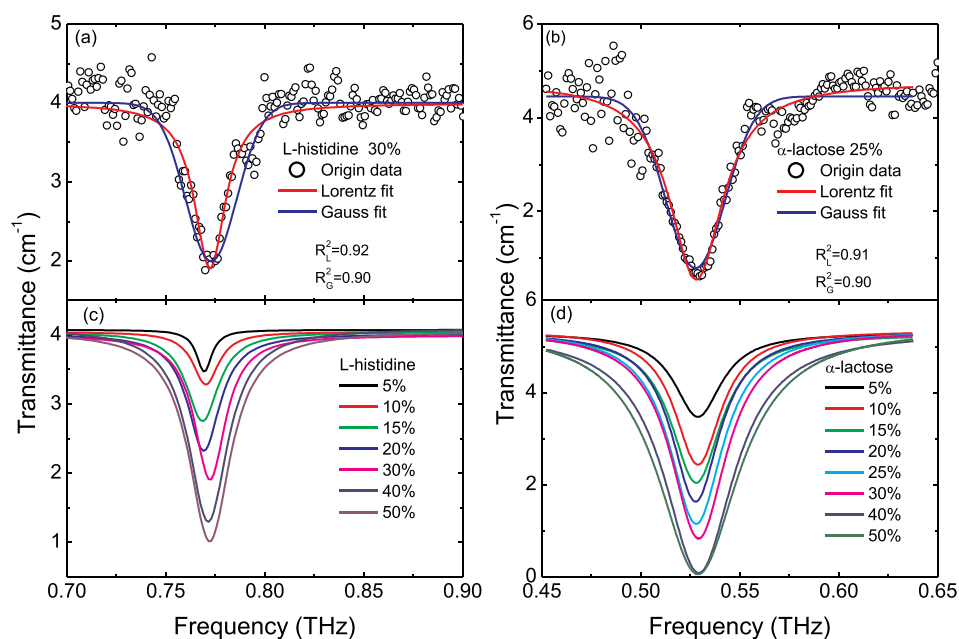 (a)
5
4
3
2
L-histidine 30%
Origin data
Lorentz fit
Gauss fit
R²L=0.92
R²G=0.90
(b)
6
4
2
6
α-lactose 25%
Origin data
Lorentz fit
Gauss fit
R²L=0.91
R²G=0.90
(c)
4
3
2
1
L-histidine
5%
10%
15%
20%
30%
40%
50%
0.70 0.75 0.80 0.85 0.90
Frequency (THz)
Transmittance (cm⁻¹)
(d)
4
2
0
α-lactose
5%
10%
15%
20%
25%
30%
40%
50%
0.45 0.50 0.55 0.60 0.65
Frequency (THz)
Transmittance (cm⁻¹)